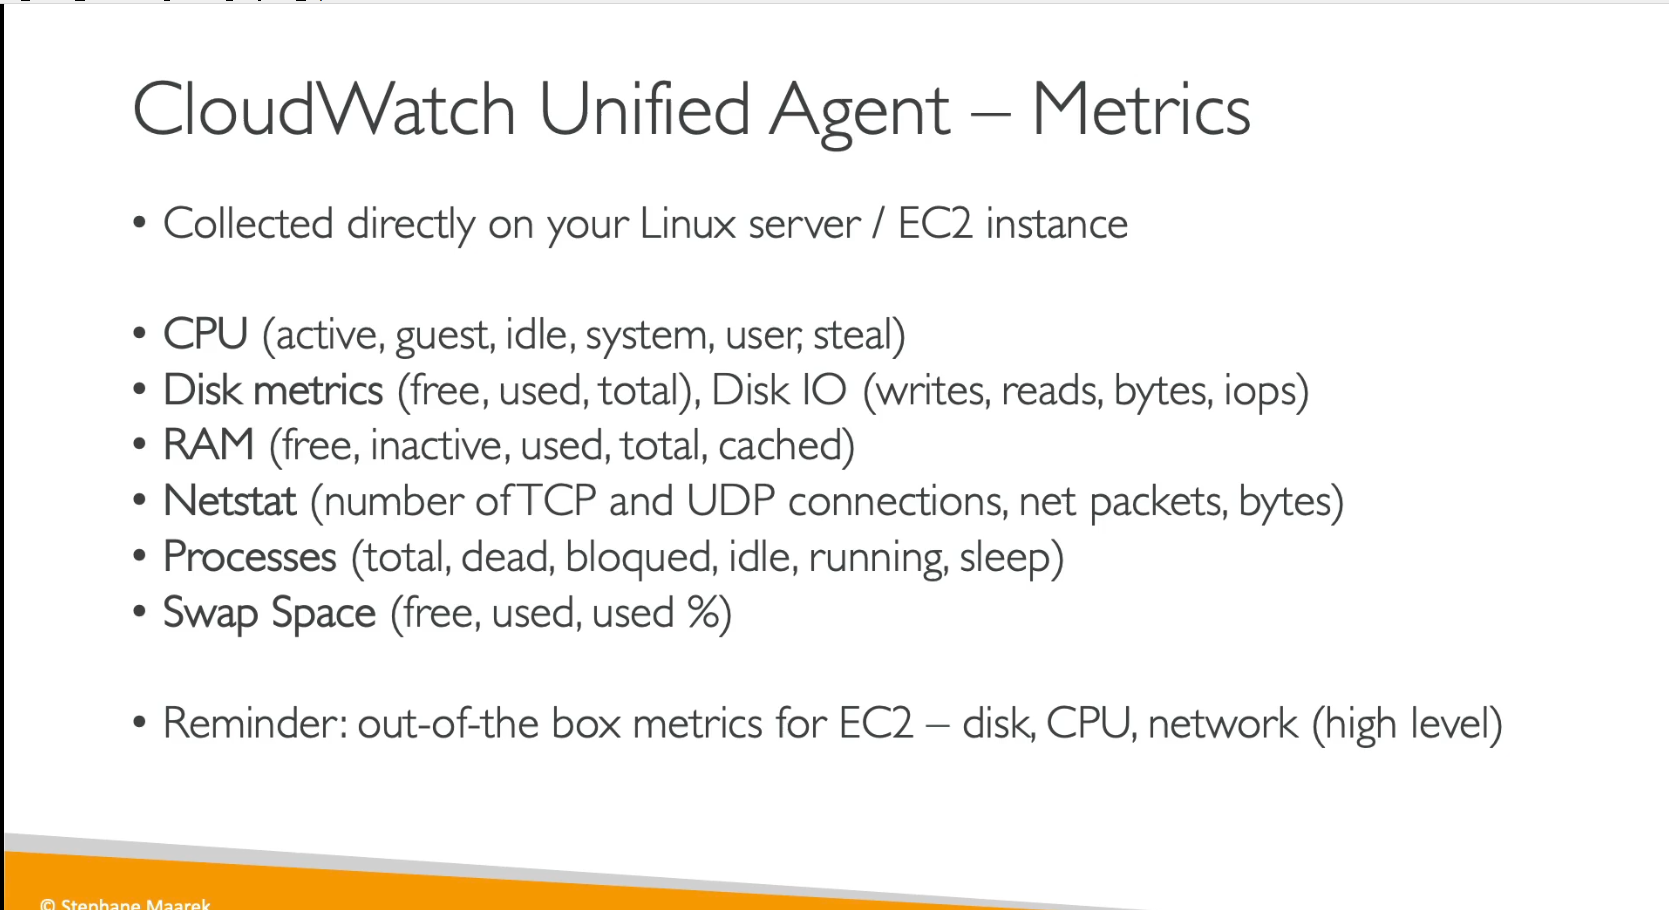 CloudWatch Unified Agent – Metrics
• Collected directly on your Linux server / EC2 instance
• CPU (active, guest, idle, system, user, steal)
• Disk metrics (free, used, total), Disk IO (writes, reads, bytes, iops)
• RAM (free, inactive, used, total, cached)
• Netstat (number of TCP and UDP connections, net packets, bytes)
• Processes (total, dead, bloqued, idle, running, sleep)
• Swap Space (free, used, used %)
• Reminder: out-of-the box metrics for EC2 – disk, CPU, network (high level)
© Stephane Maarek